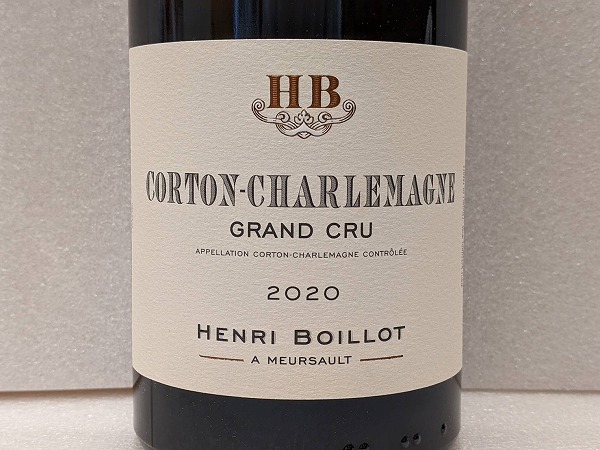 HB
CORTON-CHARLEMAGNE
GRAND CRU
APPELLATION CORTON-CHARLEMAGNE CONTRÔLÉE
2020
HENRI BOILLOT
A MEURSAULT